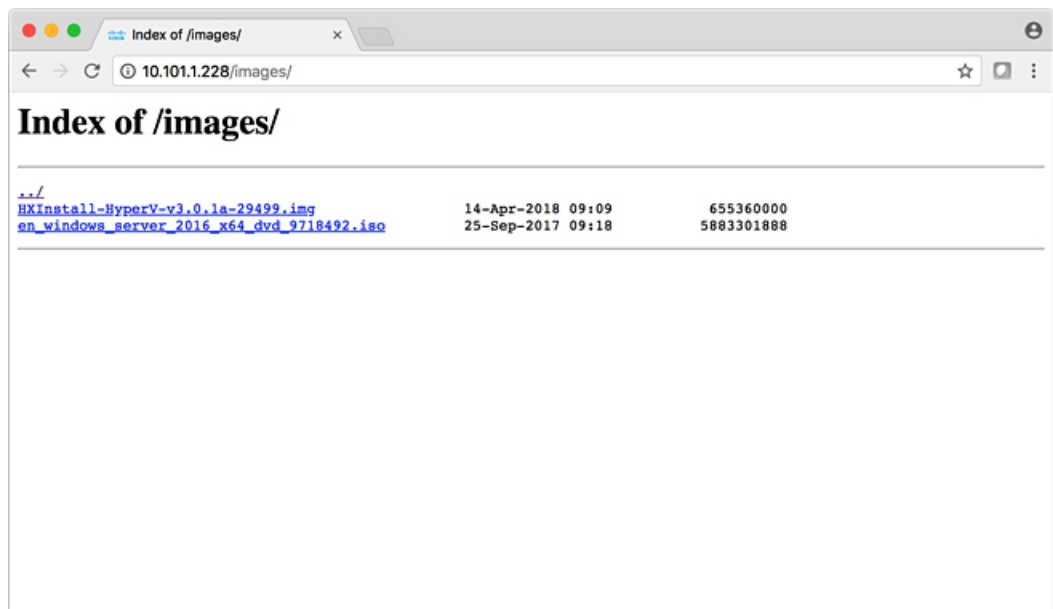 Index of /images/
10.101.1.228/images/
Index of /images/
../
HXInstall-HyperV-v3.0.1a-29499.img 14-Apr-2018 09:09 655360000
en_windows_server_2016_x64_dvd_9718492.iso 25-Sep-2017 09:18 5883301888